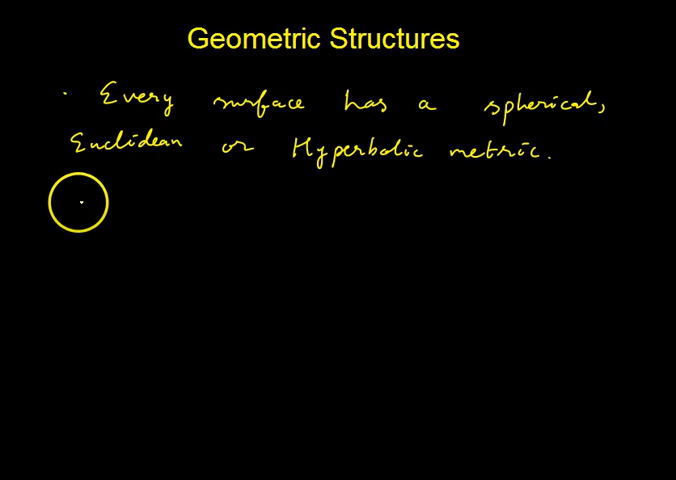 Geometric Structures
· Every surface has a spherical,
Euclidean or Hyperbolic metric.